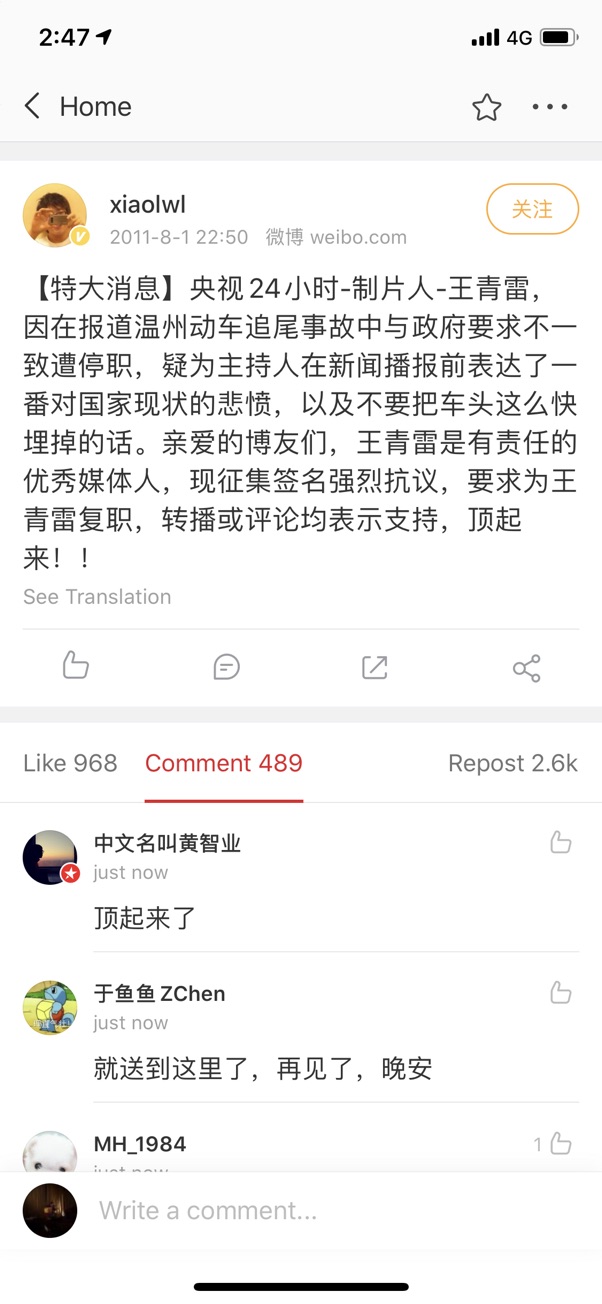 2:47
4G
Home
xiaolwl
关注
2011-8-1 22:50 微博 weibo.com
【特大消息】央视24小时-制片人-王青雷，
因在报道温州动车追尾事故中与政府要求不一
致遭停职，疑为主持人在新闻播报前表达了一
番对国家现状的悲愤，以及不要把车头这么快
埋掉的话。亲爱的博友们，王青雷是有责任的
优秀媒体人，现征集签名强烈抗议，要求为王
青雷复职，转播或评论均表示支持，顶起
来！！
See Translation
Like 968 Comment 489 Repost 2.6k
中文名叫黄智业
just now
顶起来了
于鱼鱼ZChen
just now
就送到这里了，再见了，晚安
MH_1984
1
just now
Write a comment...